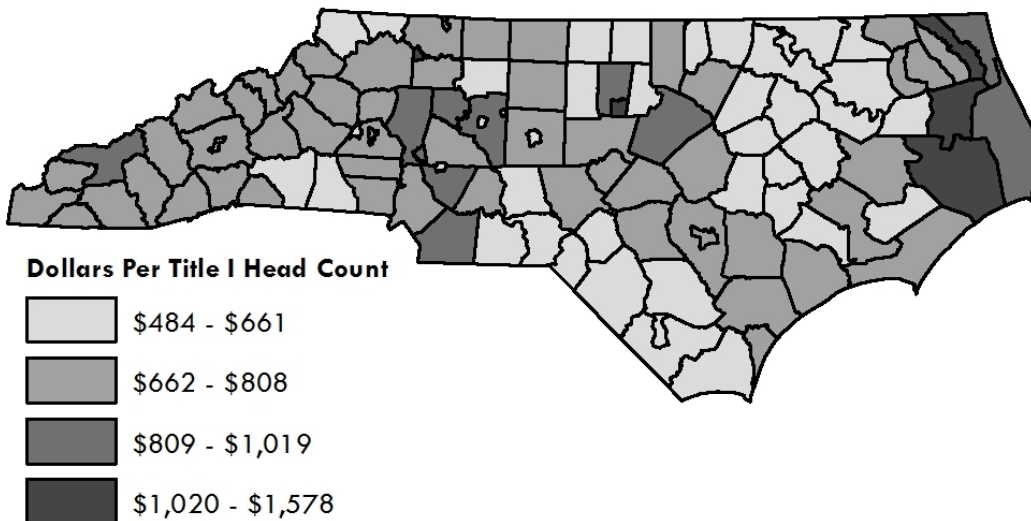 Dollars Per Title I Head Count
$484 - $661
$662 - $808
$809 - $1,019
$1,020 - $1,578